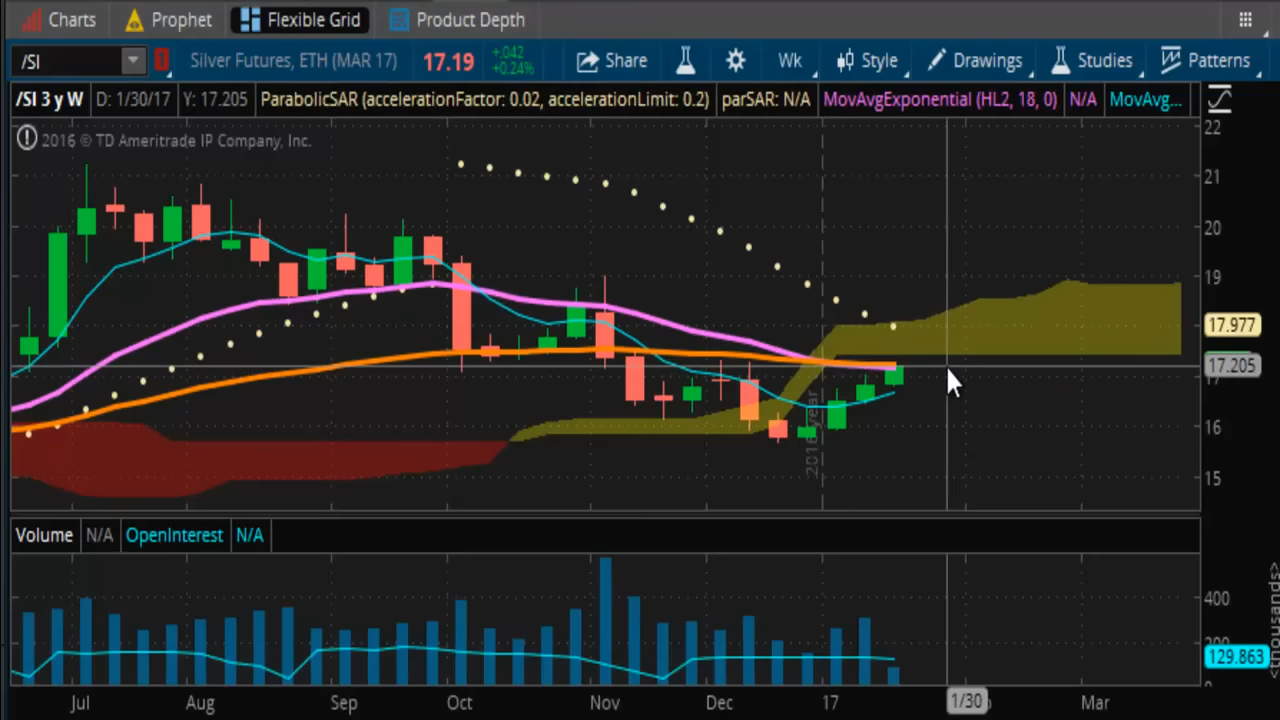 Charts Prophet Flexible Grid Product Depth
/SI Silver Futures, ETH (MAR 17) 17.19 +.042 +0.24% Share Wk Style Drawings Studies Patterns
/SI 3 y W D: 1/30/17 Y: 17.205 ParabolicSAR (accelerationFactor: 0.02, accelerationLimit: 0.2) parSAR: N/A MovAvgExponential (HL2, 18, 0) N/A MovAvg...
2016 © TD Ameritrade IP Company, Inc.
22
21
20
19
17.977
17.205
17
16
15
2016 year
Volume N/A OpenInterest N/A
400
200
129.863
0
<thousands>
Jul Aug Sep Oct Nov Dec 17 1/30 Mar